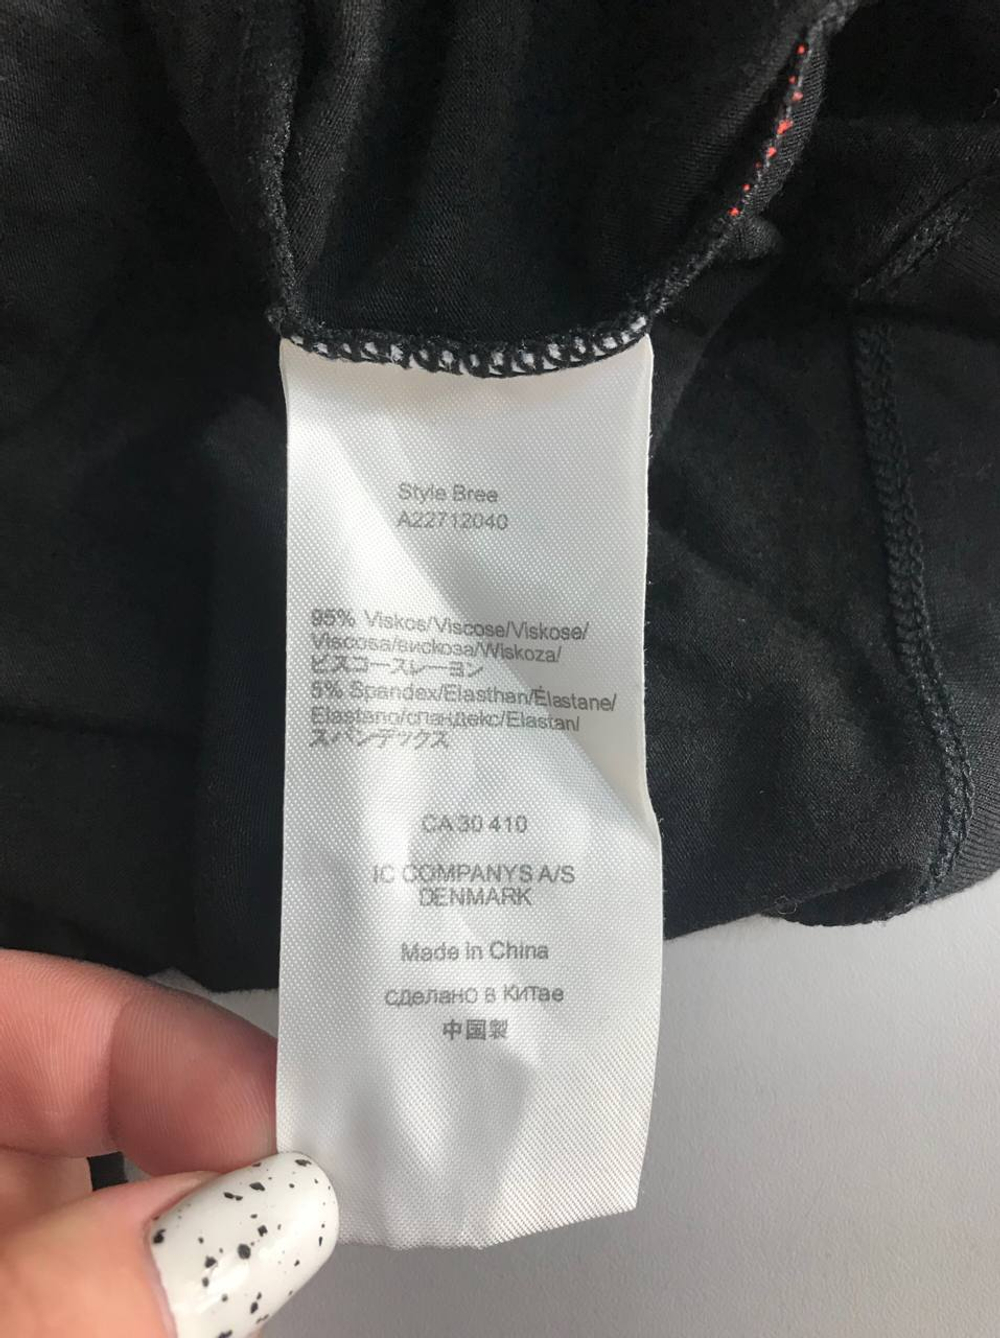 Style Bree
A22712040
95% Viskos/Viscose/Viskose/
Viscosa/вискоза/Wiskoza/
ビスコースレーヨン
5% Spandex/Elasthan/Élastane/
Elastano/спандекс/Elastan/
スパンデックス
CA 30 410
IC COMPANYS A/S
DENMARK
Made in China
сделано в Китае
中国製